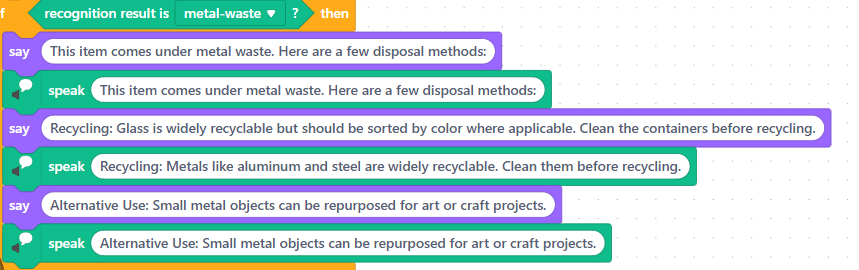 if recognition result is metal-waste ▼ ? then
say This item comes under metal waste. Here are a few disposal methods:
speak This item comes under metal waste. Here are a few disposal methods:
say Recycling: Glass is widely recyclable but should be sorted by color where applicable. Clean the containers before recycling.
speak Recycling: Metals like aluminum and steel are widely recyclable. Clean them before recycling.
say Alternative Use: Small metal objects can be repurposed for art or craft projects.
speak Alternative Use: Small metal objects can be repurposed for art or craft projects.